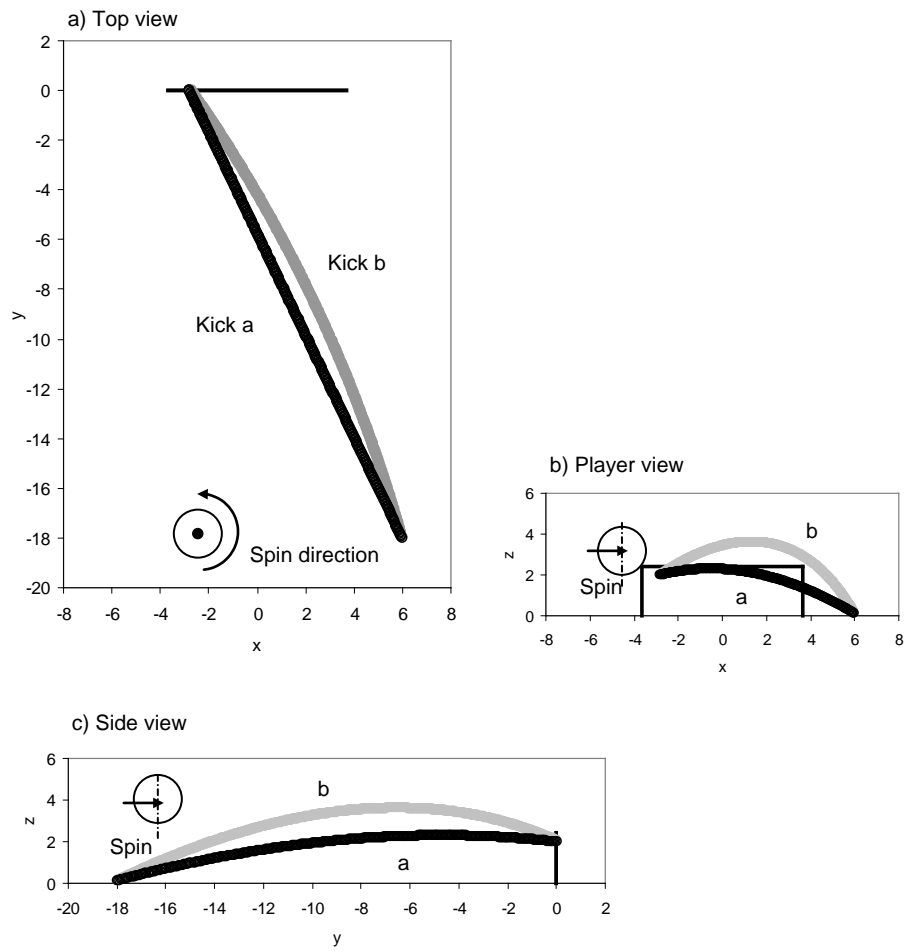 a) Top view
2
0
-2
-4
-6
-8
-10
-12
-14
-16
-18
-20
y
Kick b
Kick a
Spin direction
-8 -6 -4 -2 0 2 4 6 8
x
b) Player view
6
4
2
0
z
b
Spin
a
-8 -6 -4 -2 0 2 4 6 8
x
c) Side view
6
4
2
0
z
b
Spin
a
-20 -18 -16 -14 -12 -10 -8 -6 -4 -2 0 2
y